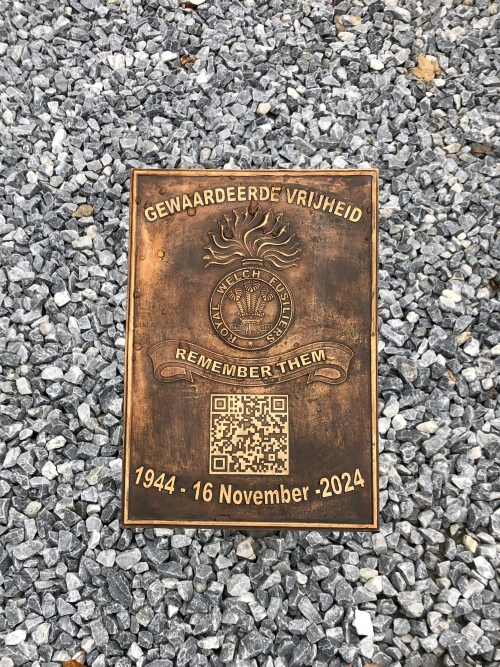 GEWAARDEERDE VRIJHEID
ROYAL WELCH FUSILIERS
REMEMBER THEM
1944 - 16 November -2024